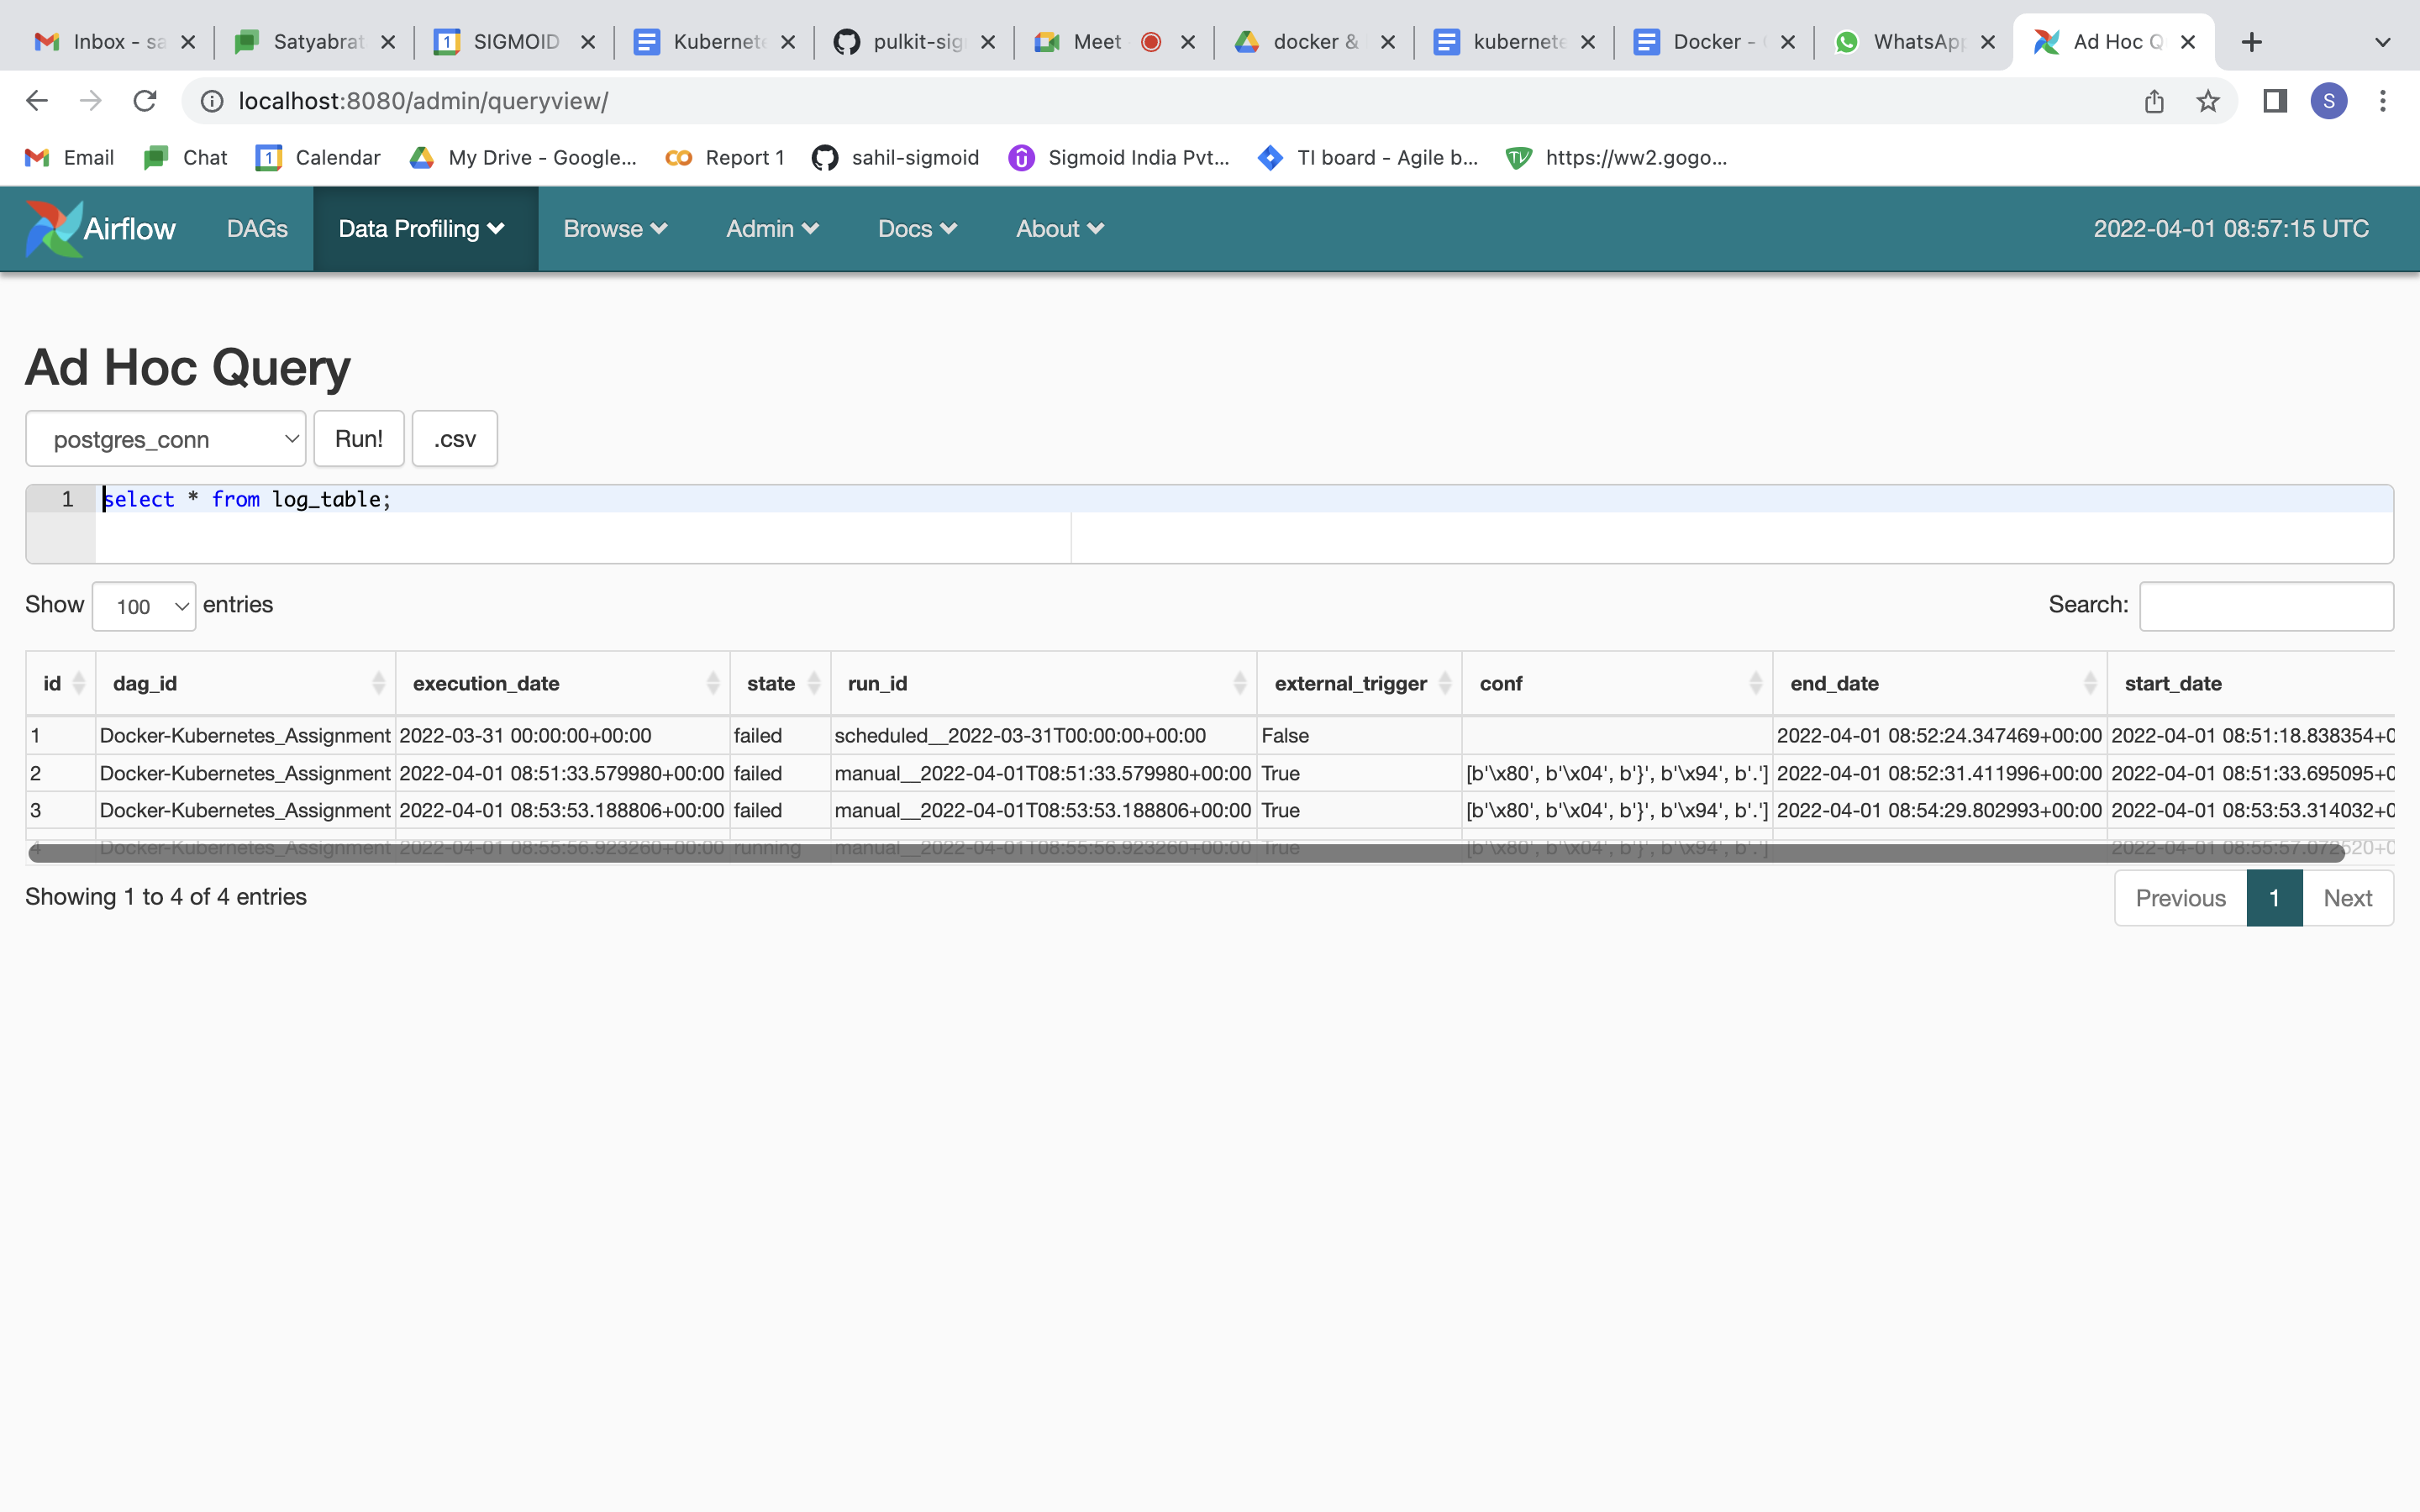 Inbox - sa
Satyabrat
1 SIGMOID
Kubernete
pulkit-sig
Meet
docker &
kubernete
Docker -
WhatsApp
Ad Hoc Q
localhost:8080/admin/queryview/
S
Email
Chat
1 Calendar
My Drive - Google...
Report 1
sahil-sigmoid
Sigmoid India Pvt...
TI board - Agile b...
TV https://ww2.gogo...
Airflow DAGs Data Profiling Browse Admin Docs About 2022-04-01 08:57:15 UTC
Ad Hoc Query
postgres_conn Run! .csv
1 select * from log_table;
Show 100 entries Search:
id dag_id execution_date state run_id external_trigger conf end_date start_date
1 Docker-Kubernetes_Assignment 2022-03-31 00:00:00+00:00 failed scheduled__2022-03-31T00:00:00+00:00 False 2022-04-01 08:52:24.347469+00:00 2022-04-01 08:51:18.838354+0
2 Docker-Kubernetes_Assignment 2022-04-01 08:51:33.579980+00:00 failed manual__2022-04-01T08:51:33.579980+00:00 True [b'\x80', b'\x04', b'}', b'\x94', b'.'] 2022-04-01 08:52:31.411996+00:00 2022-04-01 08:51:33.695095+0
3 Docker-Kubernetes_Assignment 2022-04-01 08:53:53.188806+00:00 failed manual__2022-04-01T08:53:53.188806+00:00 True [b'\x80', b'\x04', b'}', b'\x94', b'.'] 2022-04-01 08:54:29.802993+00:00 2022-04-01 08:53:53.314032+0
4 Docker-Kubernetes_Assignment 2022-04-01 08:55:56.923260+00:00 running manual__2022-04-01T08:55:56.923260+00:00 True [b'\x80', b'\x04', b'}', b'\x94', b'.'] 2022-04-01 08:55:57.072520+0
Showing 1 to 4 of 4 entries Previous 1 Next